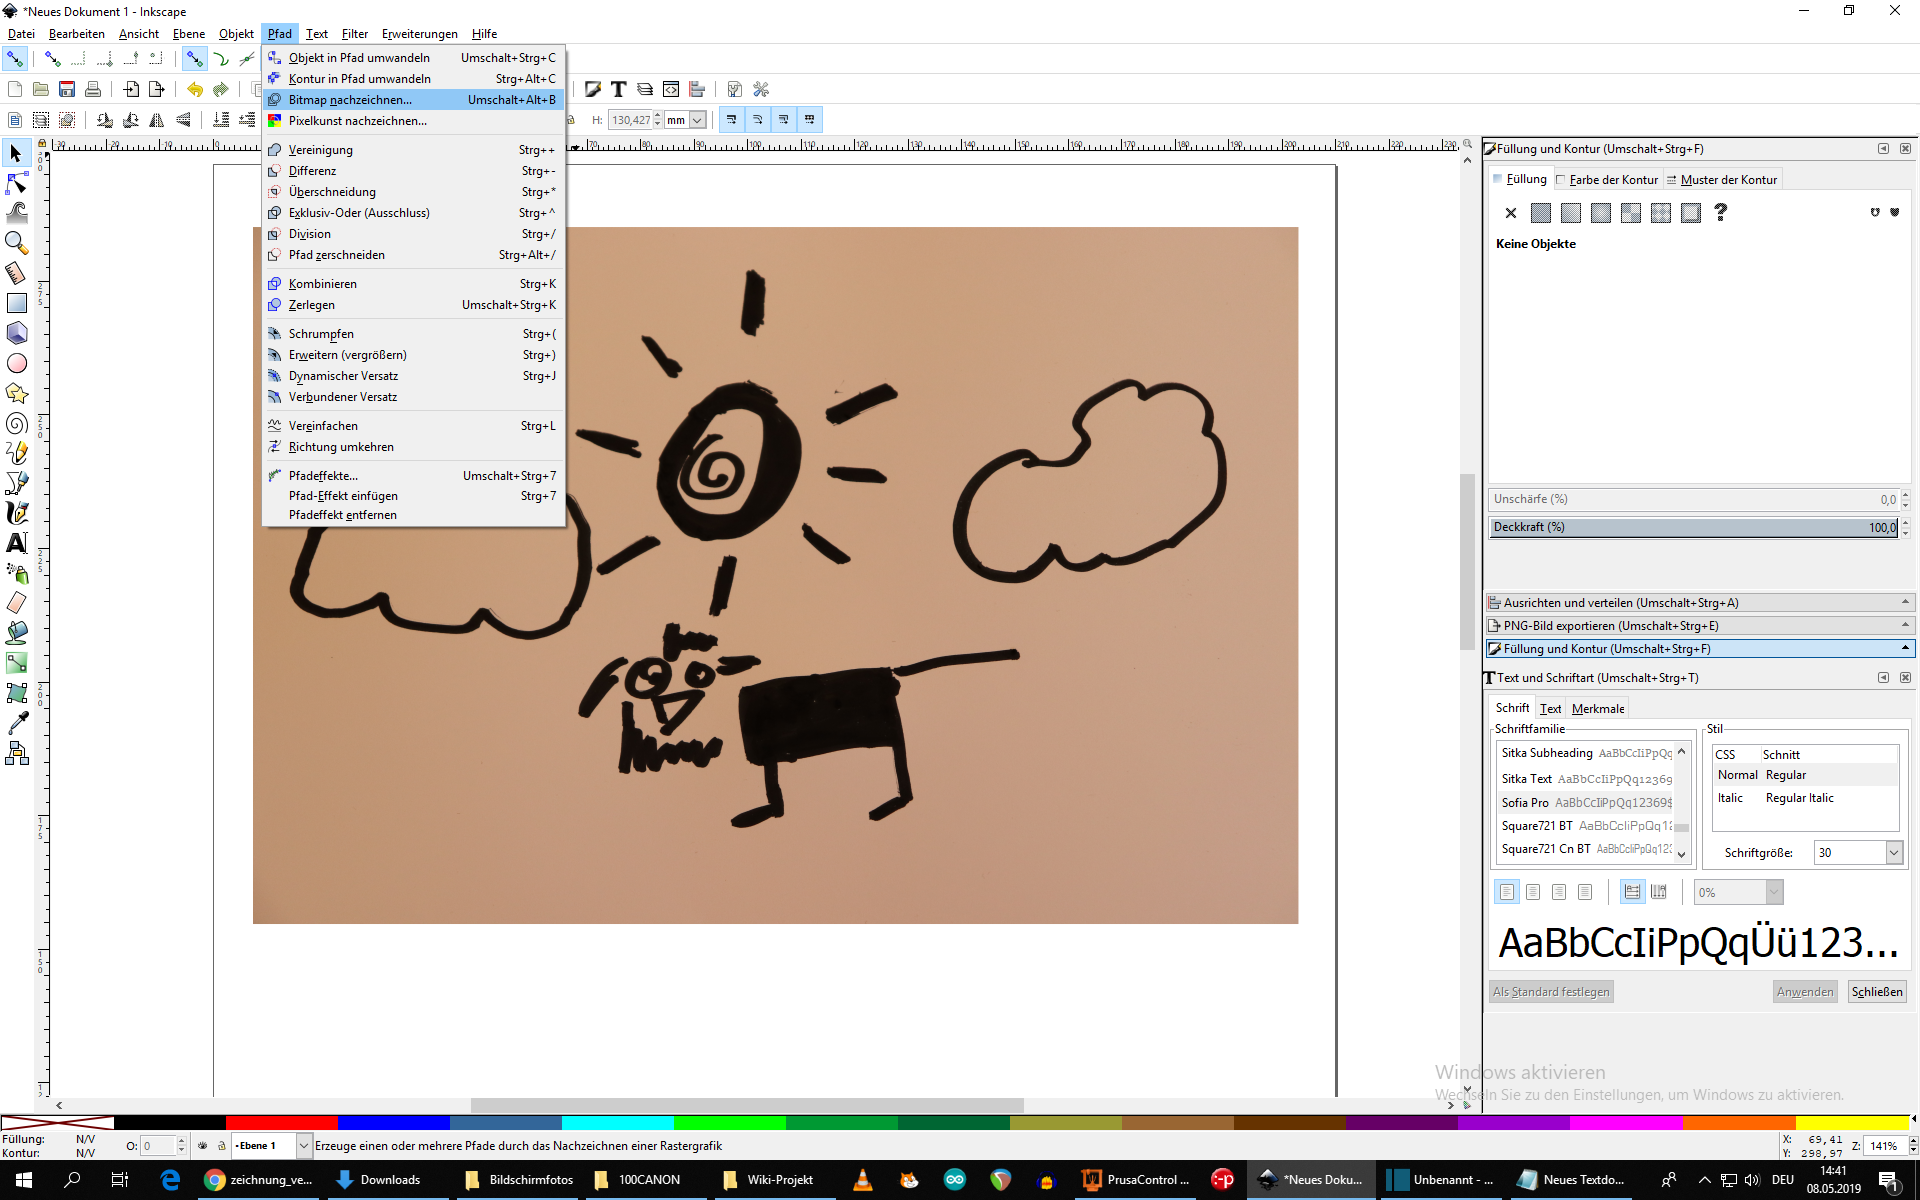 *Neues Dokument 1 - Inkscape
Datei Bearbeiten Ansicht Ebene Objekt Pfad Text Filter Erweiterungen Hilfe
Objekt in Pfad umwandeln Umschalt+Strg+C
Kontur in Pfad umwandeln Strg+Alt+C
Bitmap nachzeichnen... Umschalt+Alt+B
Pixelkunst nachzeichnen...
Vereinigung Strg++
Differenz Strg+-
Überschneidung Strg+*
Exklusiv-Oder (Ausschluss) Strg+^
Division Strg+/
Pfad zerschneiden Strg+Alt+/
Kombinieren Strg+K
Zerlegen Umschalt+Strg+K
Schrumpfen Strg+(
Erweitern (vergrößern) Strg+)
Dynamischer Versatz Strg+J
Verbundener Versatz
Vereinfachen Strg+L
Richtung umkehren
Pfadeffekte... Umschalt+Strg+7
Pfad-Effekt einfügen Strg+7
Pfadeffekt entfernen
H: 130,427 mm
Füllung und Kontur (Umschalt+Strg+F)
Füllung Farbe der Kontur Muster der Kontur
Keine Objekte
Unschärfe (%) 0,0
Deckkraft (%) 100,0
Ausrichten und verteilen (Umschalt+Strg+A)
PNG-Bild exportieren (Umschalt+Strg+E)
Füllung und Kontur (Umschalt+Strg+F)
Text und Schriftart (Umschalt+Strg+T)
Schrift Text Merkmale
Schriftfamilie Stil
Sitka Subheading AaBbCcIiPpQq
Sitka Text AaBbCcIiPpQq12369
Sofia Pro AaBbCcIiPpQq12369$
Square721 BT AaBbCcIiPpQq12
Square721 Cn BT AaBbCcIiPpQq123
CSS Schnitt
Normal Regular
Italic Regular Italic
Schriftgröße: 30
0%
AaBbCcIiPpQqÜü123...
Als Standard festlegen Anwenden Schließen
Windows aktivieren
Wechseln Sie zu den Einstellungen, um Windows zu aktivieren.
Füllung: N/V
Kontur: N/V
O: 0
•Ebene 1
Erzeuge einen oder mehrere Pfade durch das Nachzeichnen einer Rastergrafik
X: 69,41
Y: 298,97
Z: 141%
zeichnung_ve... Downloads Bildschirmfotos 100CANON Wiki-Projekt PrusaControl ... *Neues Doku... Unbenannt - ... Neues Textdo...
DEU
14:41
08.05.2019